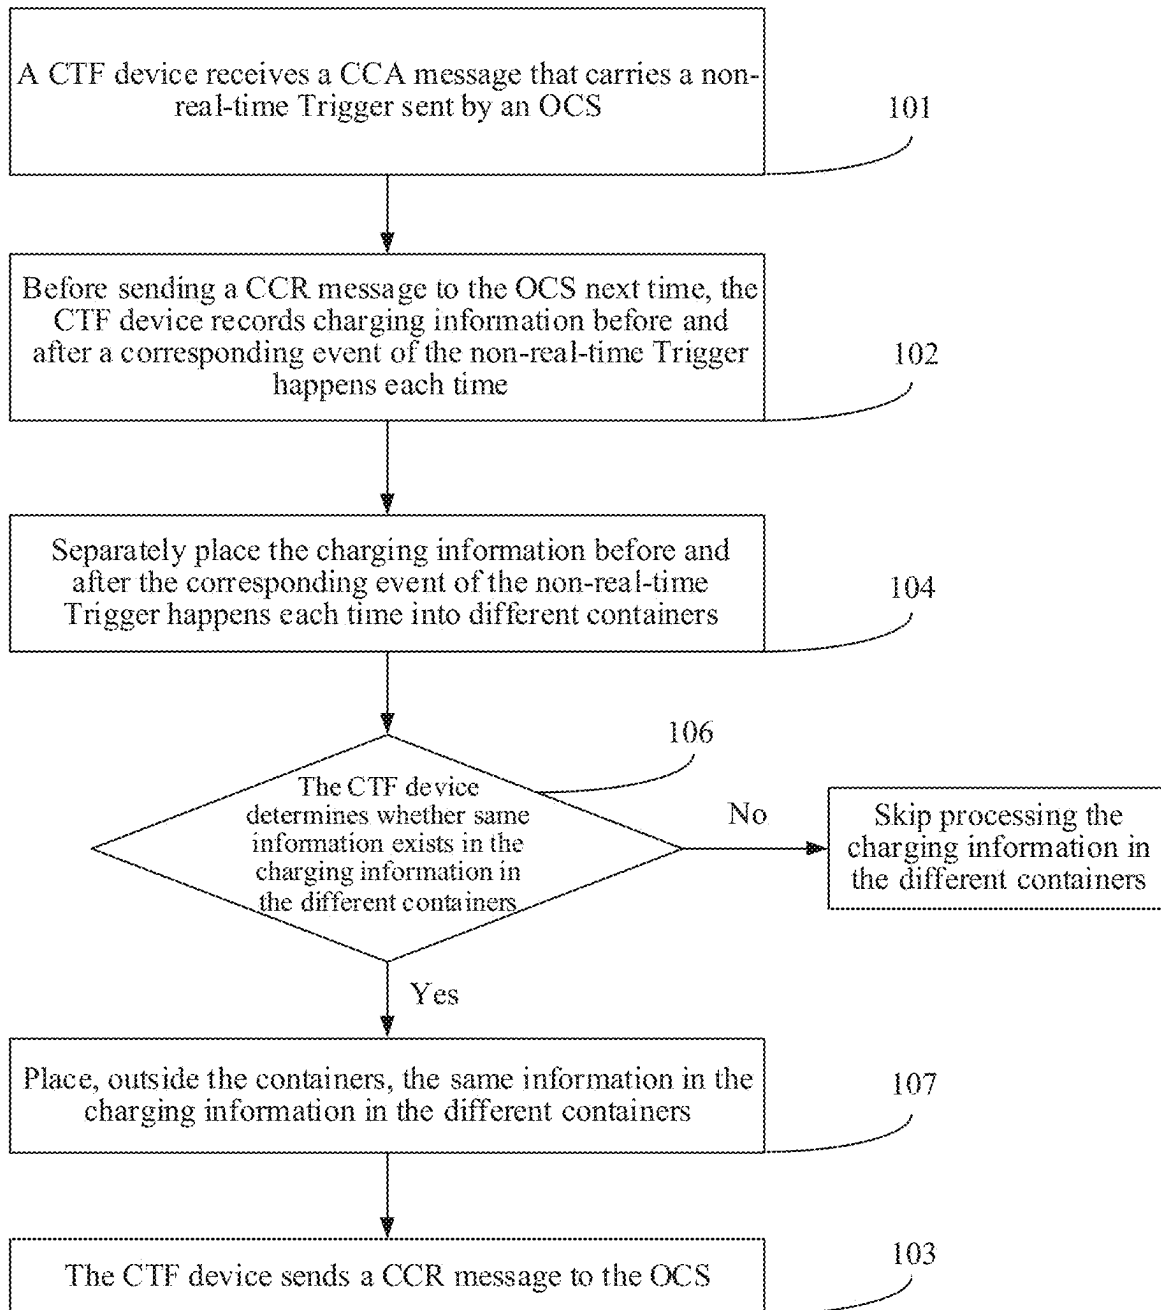 A CTF device receives a CCA message that carries a non-
real-time Trigger sent by an OCS
101
Before sending a CCR message to the OCS next time, the
CTF device records charging information before and
after a corresponding event of the non-real-time Trigger
happens each time
102
Separately place the charging information before and
after the corresponding event of the non-real-time
Trigger happens each time into different containers
104
106
The CTF device
determines whether same
information exists in the
charging information in
the different containers
No
Skip processing the
charging information in
the different containers
Yes
Place, outside the containers, the same information in the
charging information in the different containers
107
The CTF device sends a CCR message to the OCS
103